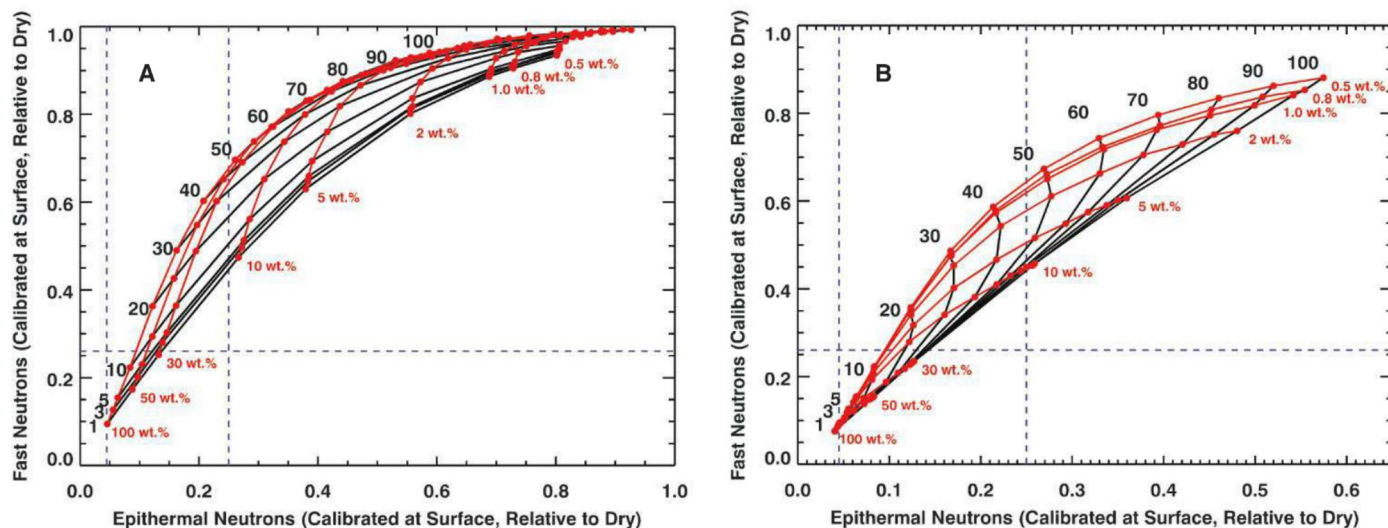 A
Fast Neutrons (Calibrated at Surface, Relative to Dry)
1.0
0.8
0.6
0.4
0.2
0.0
0.0 0.2 0.4 0.6 0.8 1.0
Epithermal Neutrons (Calibrated at Surface, Relative to Dry)
100
90
80
70
60
50
40
30
20
10
5
3
1
0.5 wt.%
0.8 wt.%
1.0 wt.%
2 wt.%
5 wt.%
10 wt.%
30 wt.%
50 wt.%
100 wt.%
B
Fast Neutrons (Calibrated at Surface, Relative to Dry)
1.0
0.8
0.6
0.4
0.2
0.0
0.0 0.1 0.2 0.3 0.4 0.5 0.6
Epithermal Neutrons (Calibrated at Surface, Relative to Dry)
100
90
80
70
60
50
40
30
20
10
5
3
1
0.5 wt.%
0.8 wt.%
1.0 wt.%
2 wt.%
5 wt.%
10 wt.%
30 wt.%
50 wt.%
100 wt.%